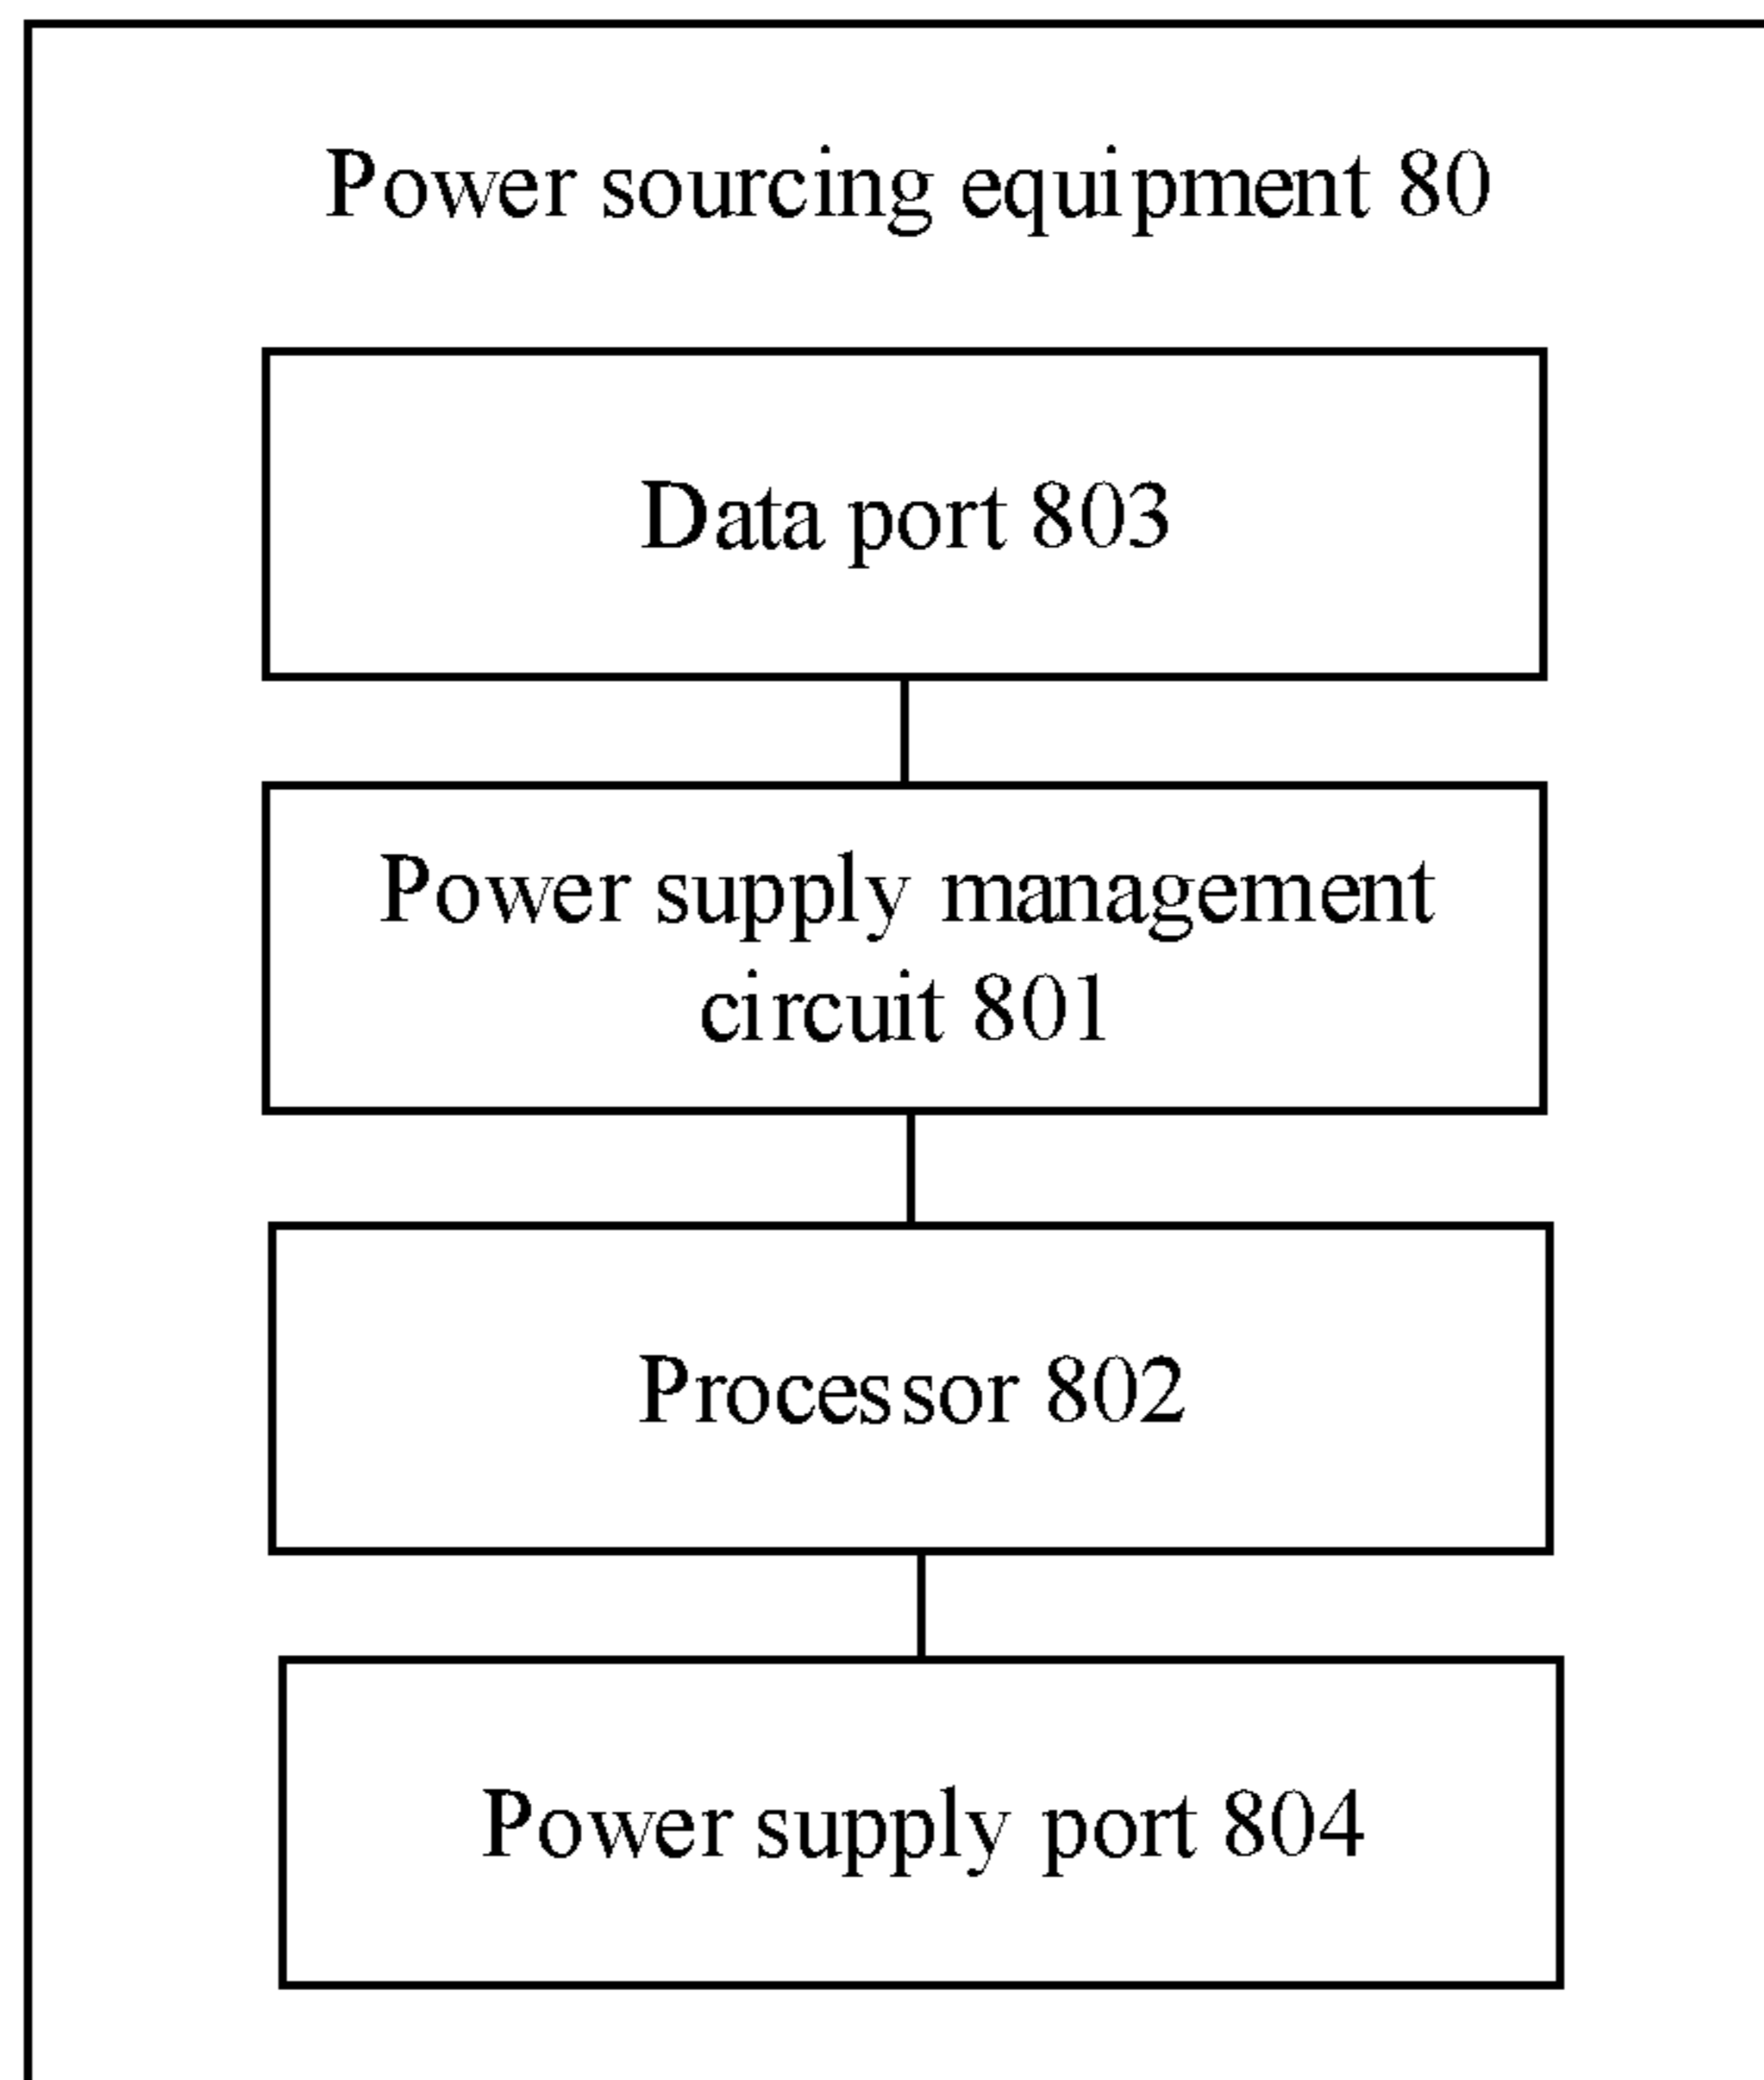 Power sourcing equipment 80
Data port 803
Power supply management
circuit 801
Processor 802
Power supply port 804